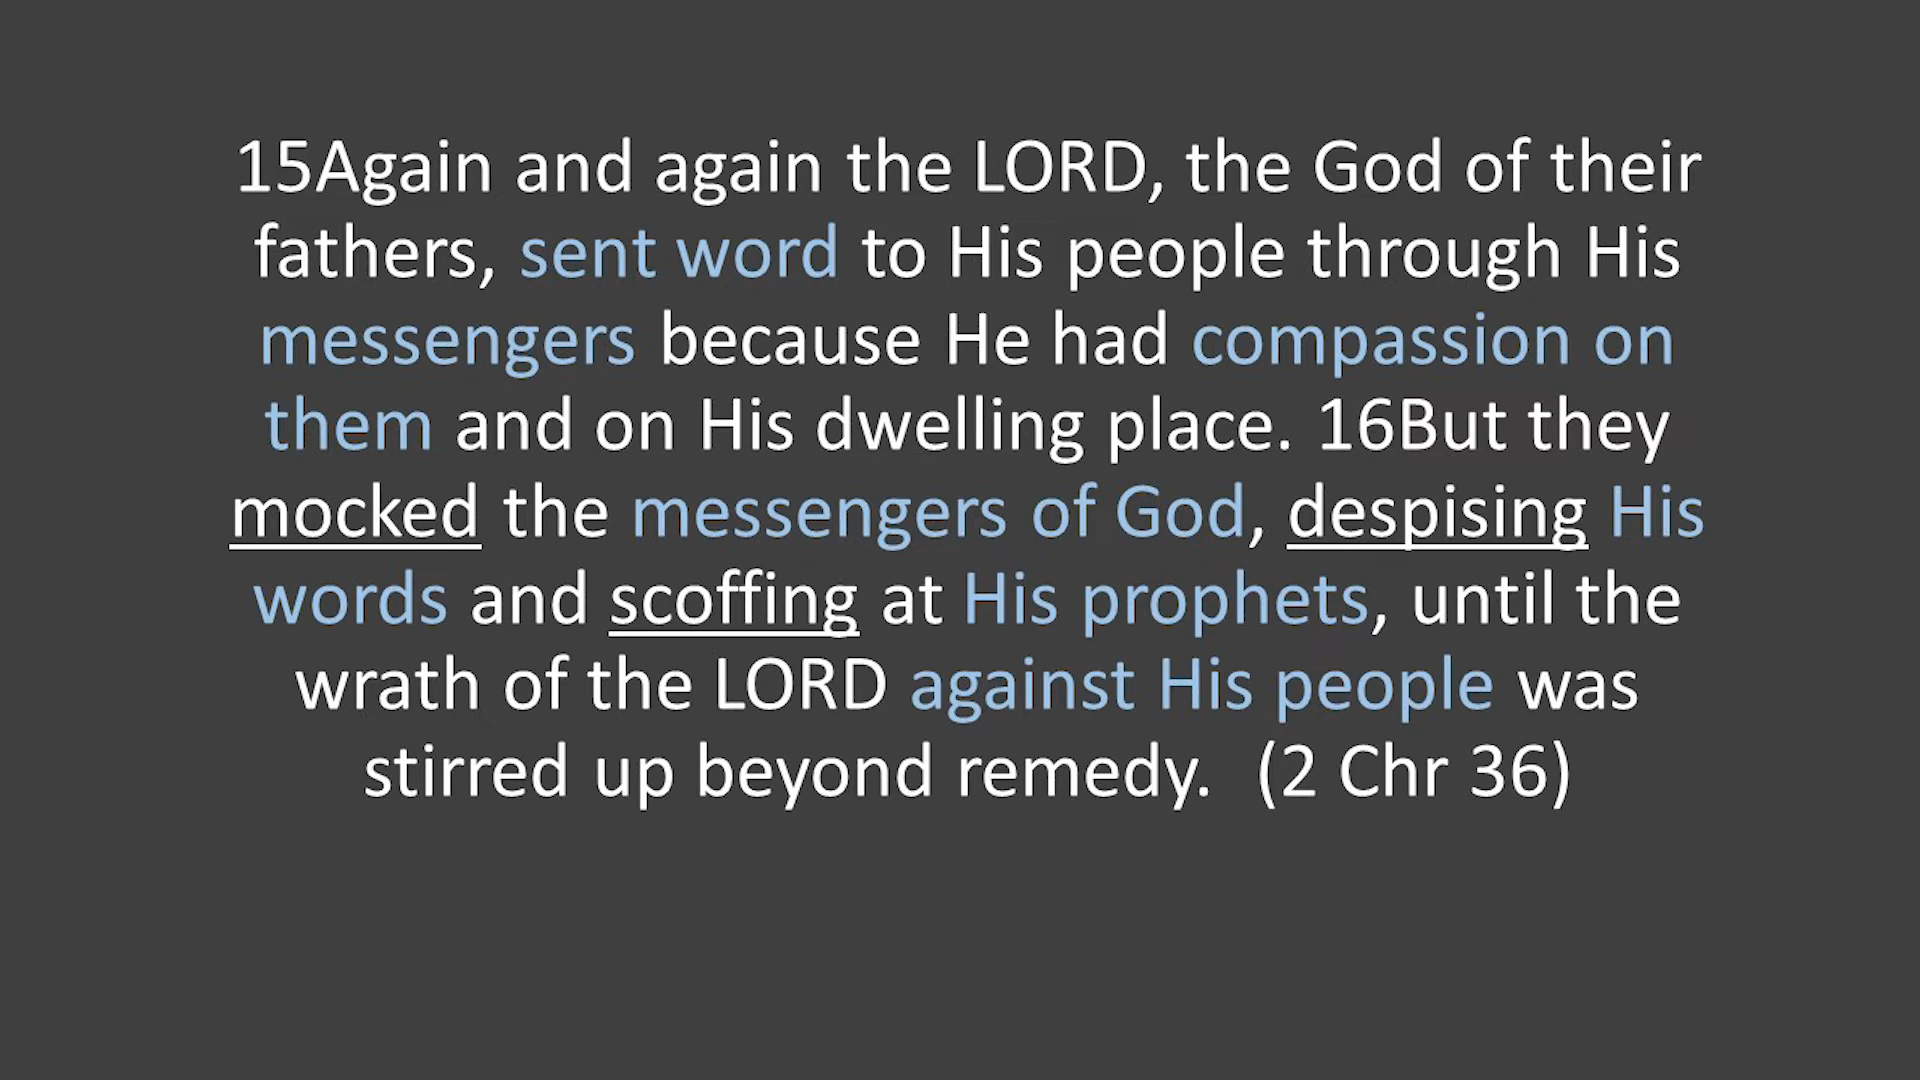 15Again and again the LORD, the God of their
fathers, sent word to His people through His
messengers because He had compassion on
them and on His dwelling place. 16But they
mocked the messengers of God, despising His
words and scoffing at His prophets, until the
wrath of the LORD against His people was
stirred up beyond remedy.  (2 Chr 36)